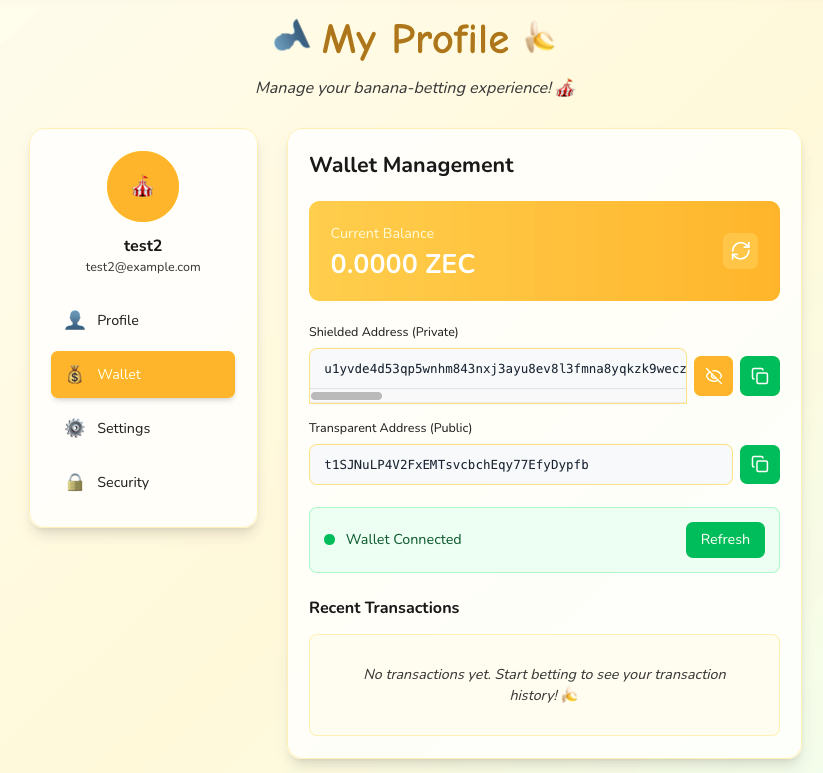 My Profile
Manage your banana-betting experience!
test2
test2@example.com
Profile
Wallet
Settings
Security
Wallet Management
Current Balance
0.0000 ZEC
Shielded Address (Private)
u1yvde4d53qp5wnhm843nxj3ayu8ev8l3fmna8yqkzk9wecz
Transparent Address (Public)
t1SJNuLP4V2FxEMTsvcbchEqy77EfyDypfb
Wallet Connected
Refresh
Recent Transactions
No transactions yet. Start betting to see your transaction
history!